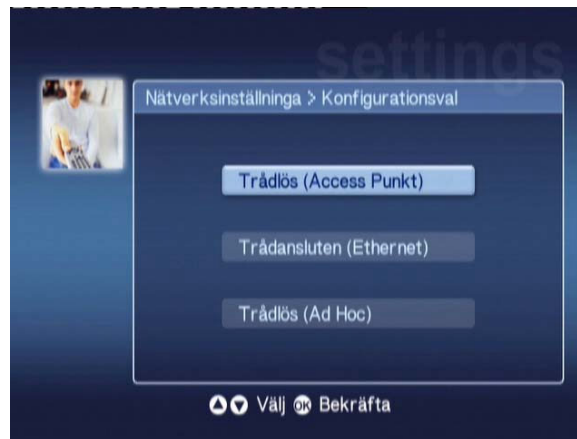 settings
Nätverksinställninga > Konfigurationsval
Trådlös (Access Punkt)
Trådansluten (Ethernet)
Trådlös (Ad Hoc)
Välj OK Bekräfta